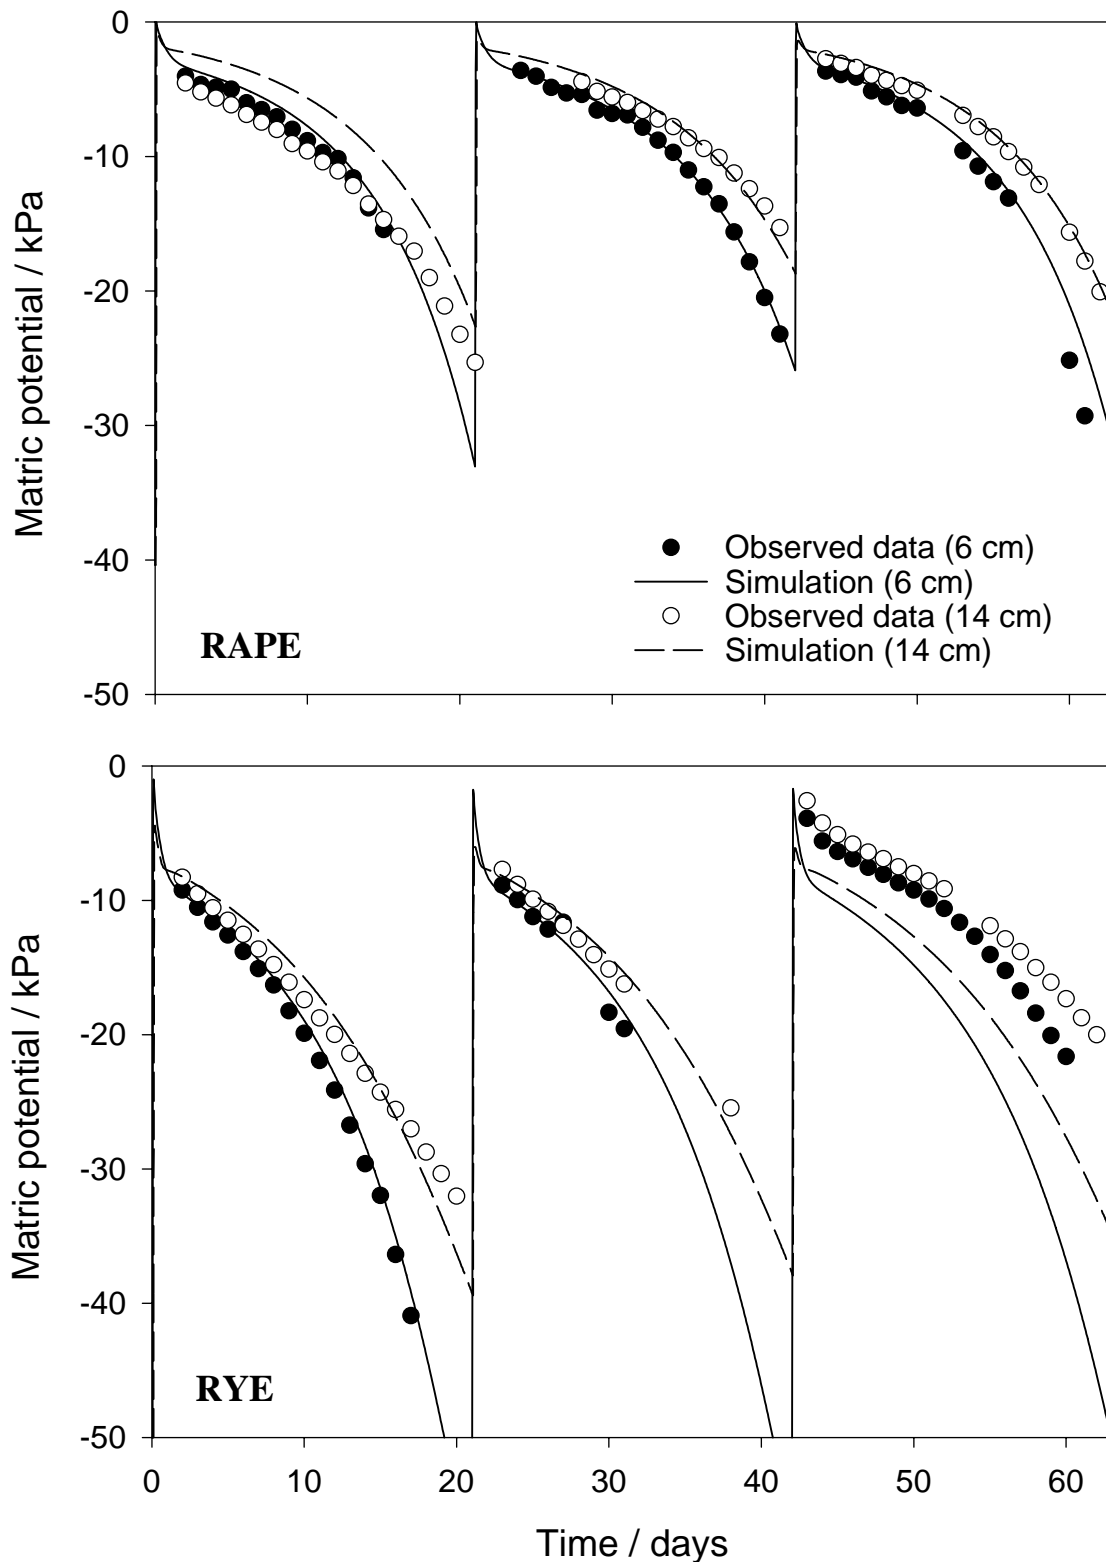 0
-10
-20
-30
-40
-50
Matric potential / kPa
Observed data (6 cm)
Simulation (6 cm)
Observed data (14 cm)
Simulation (14 cm)
RAPE
0
-10
-20
-30
-40
-50
Matric potential / kPa
RYE
0 10 20 30 40 50 60
Time / days